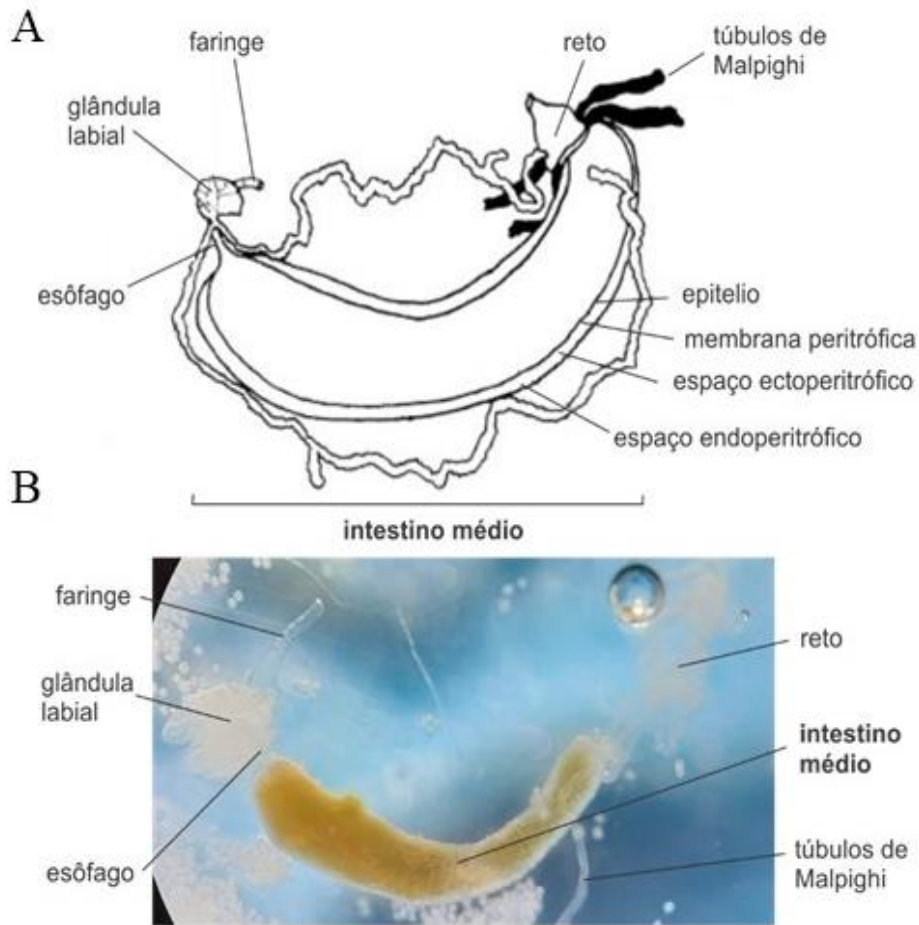 A
faringe
reto
túbulos de
Malpighi
glândula
labial
esôfago
epitelio
membrana peritrófica
espaço ectoperitrófico
espaço endoperitrófico
B
intestino médio
faringe
reto
glândula
labial
intestino
médio
esôfago
túbulos de
Malpighi